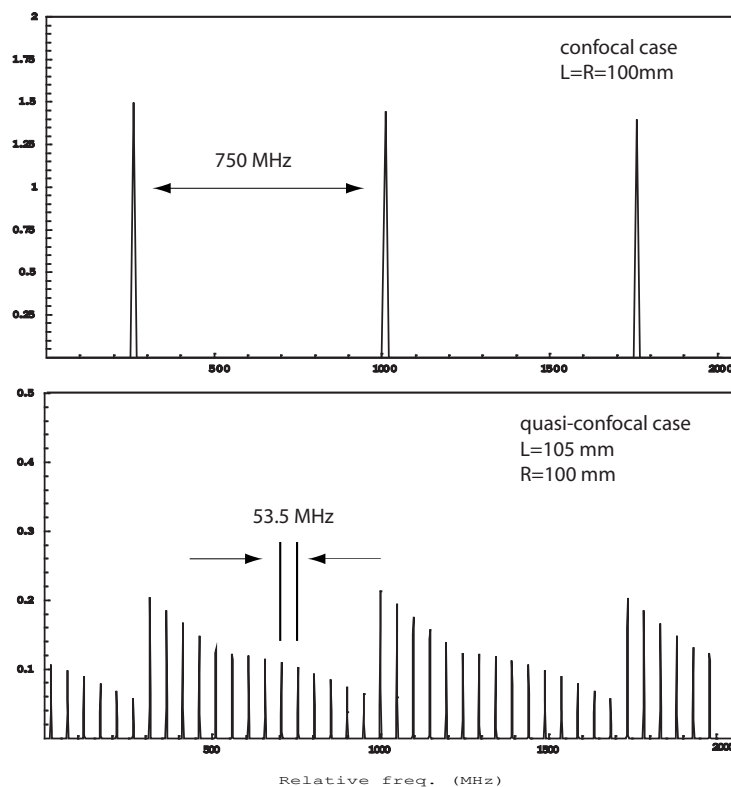 2
1.75
1.5
1.25
1
0.75
0.5
0.25
confocal case
L=R=100mm
750 MHz
500
1000
1500
2000
0.5
0.4
0.3
0.2
0.1
quasi-confocal case
L=105 mm
R=100 mm
53.5 MHz
500
1000
1500
2000
Relative freq. (MHz)